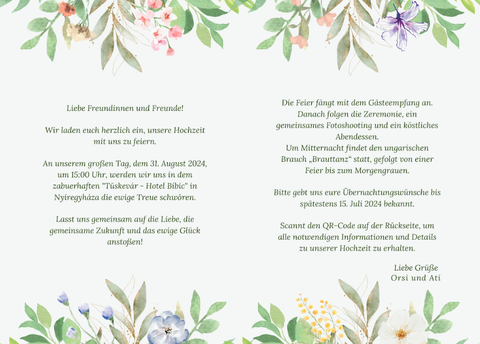 Liebe Freundinnen und Freunde!
Wir laden euch herzlich ein, unsere Hochzeit
mit uns zu feiern.
An unserem großen Tag, dem 31. August 2024,
um 15:00 Uhr, werden wir uns in dem
zabuerhaften "Tüskevár - Hotel Bibic" in
Nyiregyháza die ewige Treue schwören.
Lasst uns gemeinsam auf die Liebe, die
gemeinsame Zukunft und das ewige Glück
anstoßen!
Die Feier fängt mit dem Gästeempfang an.
Danach folgen die Zeremonie, ein
gemeinsames Fotoshooting und ein köstliches
Abendessen.
Um Mitternacht findet den ungarischen
Brauch „Brauttanz“ statt, gefolgt von einer
Feier bis zum Morgengrauen.
Bitte gebt uns eure Übernachtungswünsche bis
spätestens 15. Juli 2024 bekannt.
Scannt den QR-Code auf der Rückseite, um
alle notwendigen Informationen und Details
zu unserer Hochzeit zu erhalten.
Liebe Grüße
Orsi und Ati